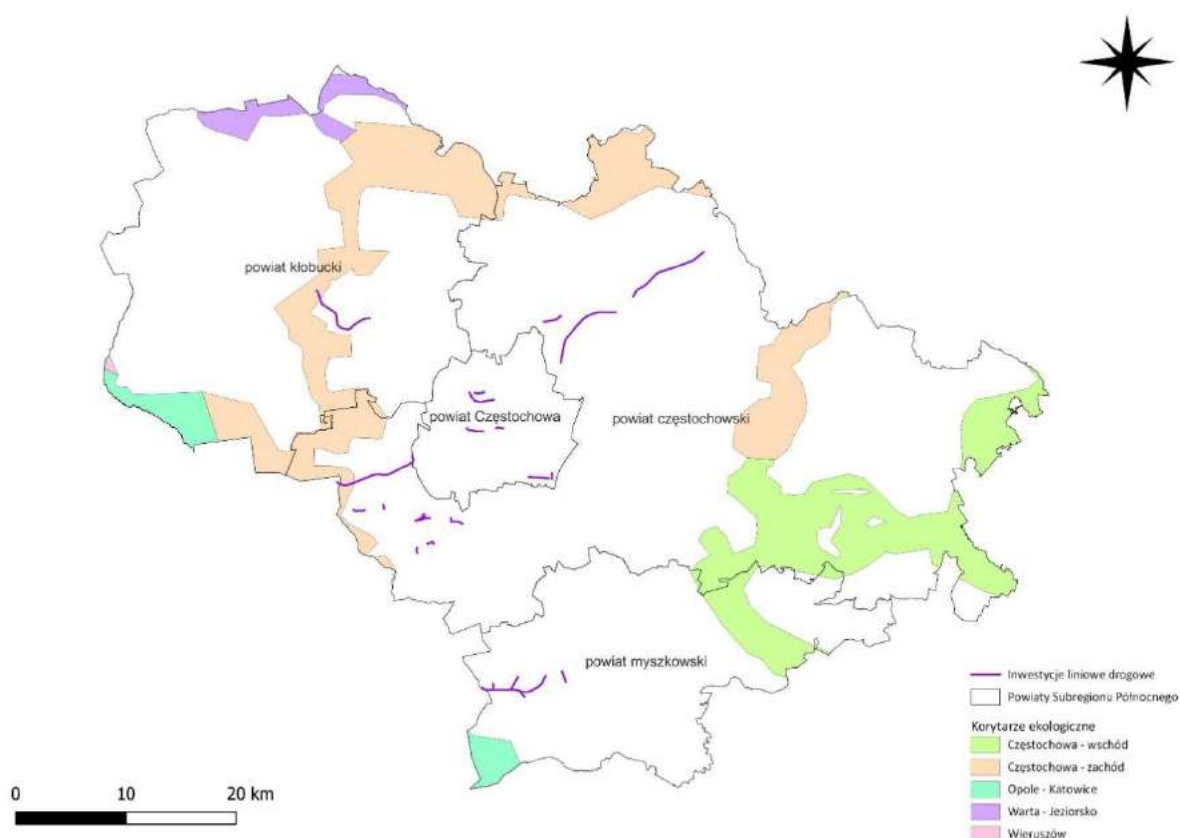 powiat kłobucki
powiat Częstochowa
powiat częstochowski
powiat myszkowski
Inwestycje liniowe drogowe
Powiaty Subregionu Północnego
Korytarze ekologiczne
Częstochowa - wschód
Częstochowa - zachód
Opole - Katowice
Warta - Jeziorsko
Wieruszów
0 10 20 km